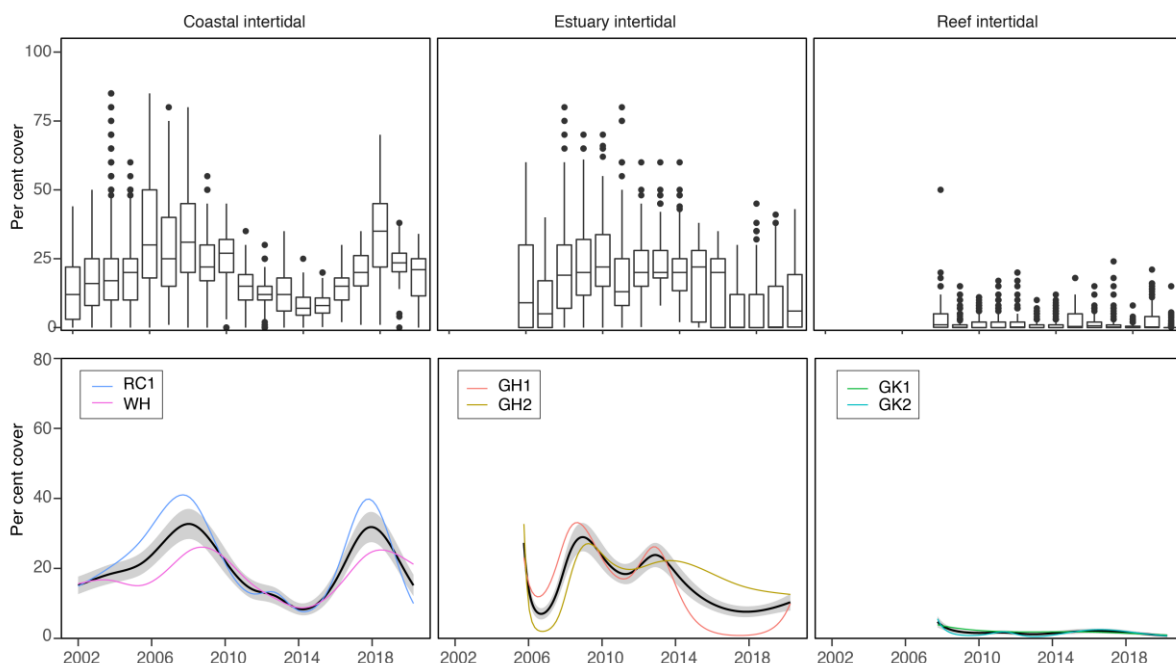 Coastal intertidal Estuary intertidal Reef intertidal
Per cent cover
100
75
50
25
0
Per cent cover
80
60
40
20
0
RC1
WH
GH1
GH2
GK1
GK2
2002 2006 2010 2014 2018 2002 2006 2010 2014 2018 2002 2006 2010 2014 2018